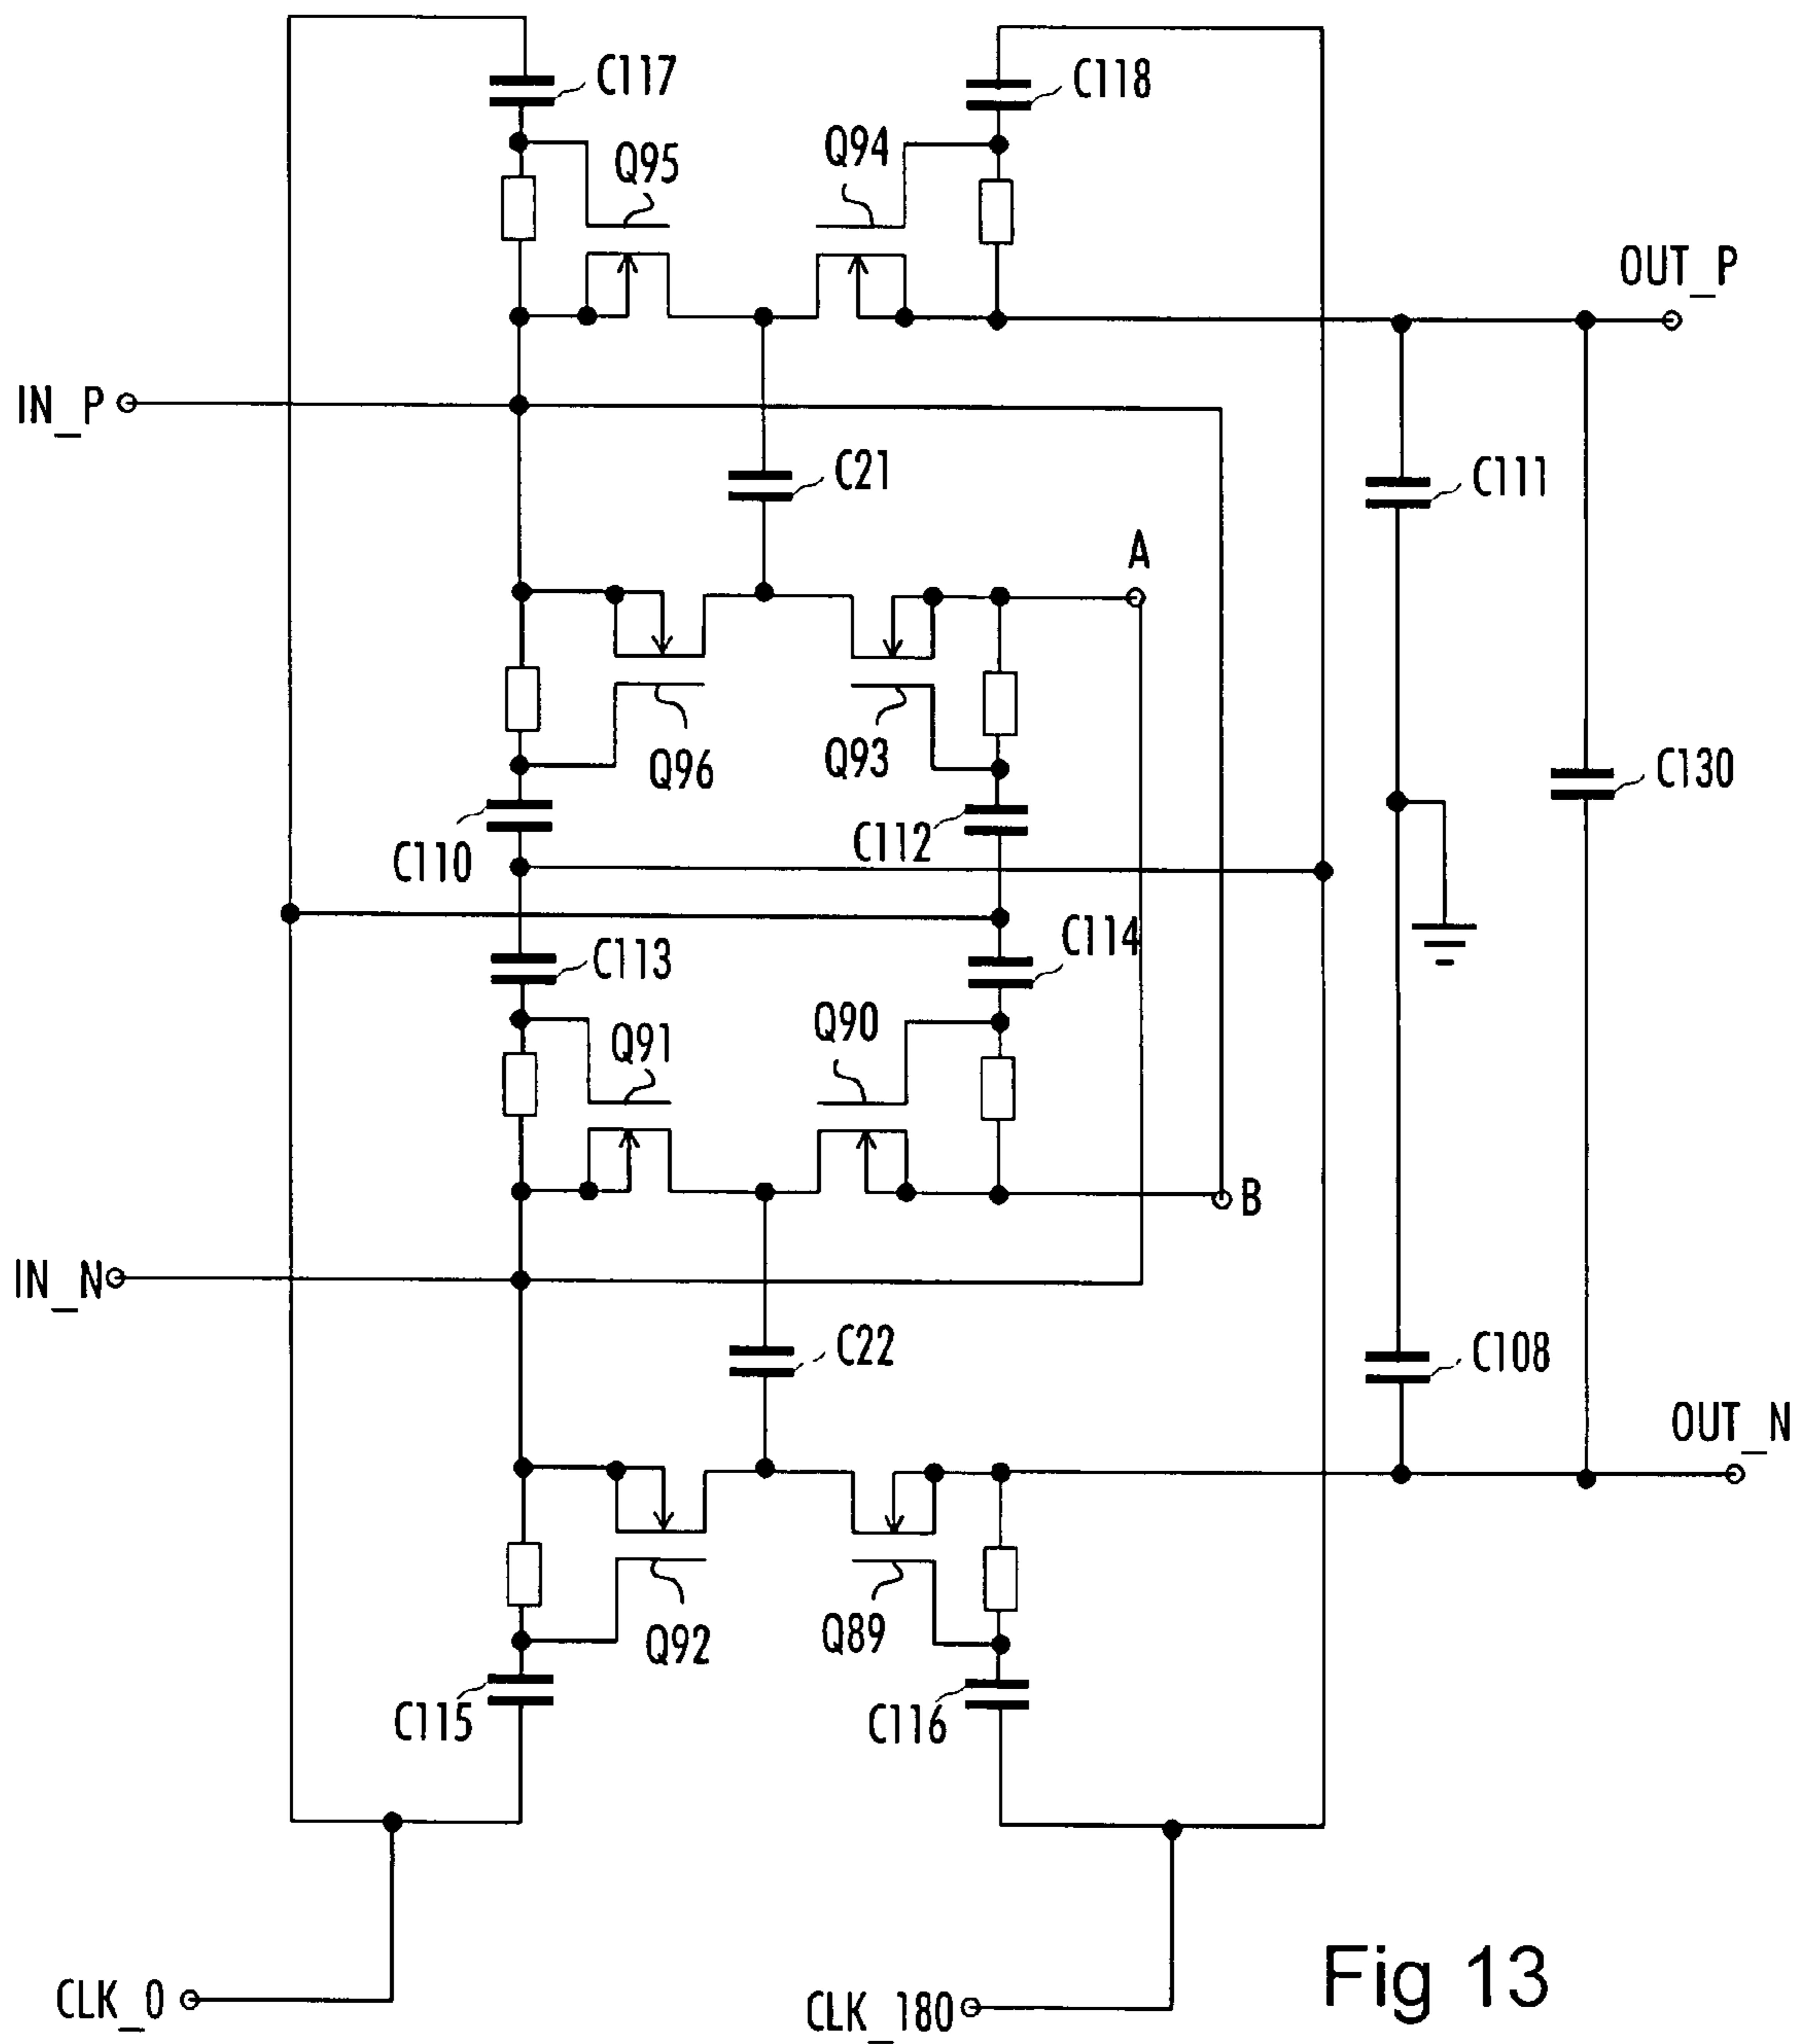 C117
C118
Q95
Q94
OUT_P
IN_P
C21
C111
A
Q96
Q93
C130
C110
C112
C113
C114
Q91
Q90
B
IN_N
C22
C108
OUT_N
Q92
Q89
C115
C116
CLK_0
CLK_180
Fig 13